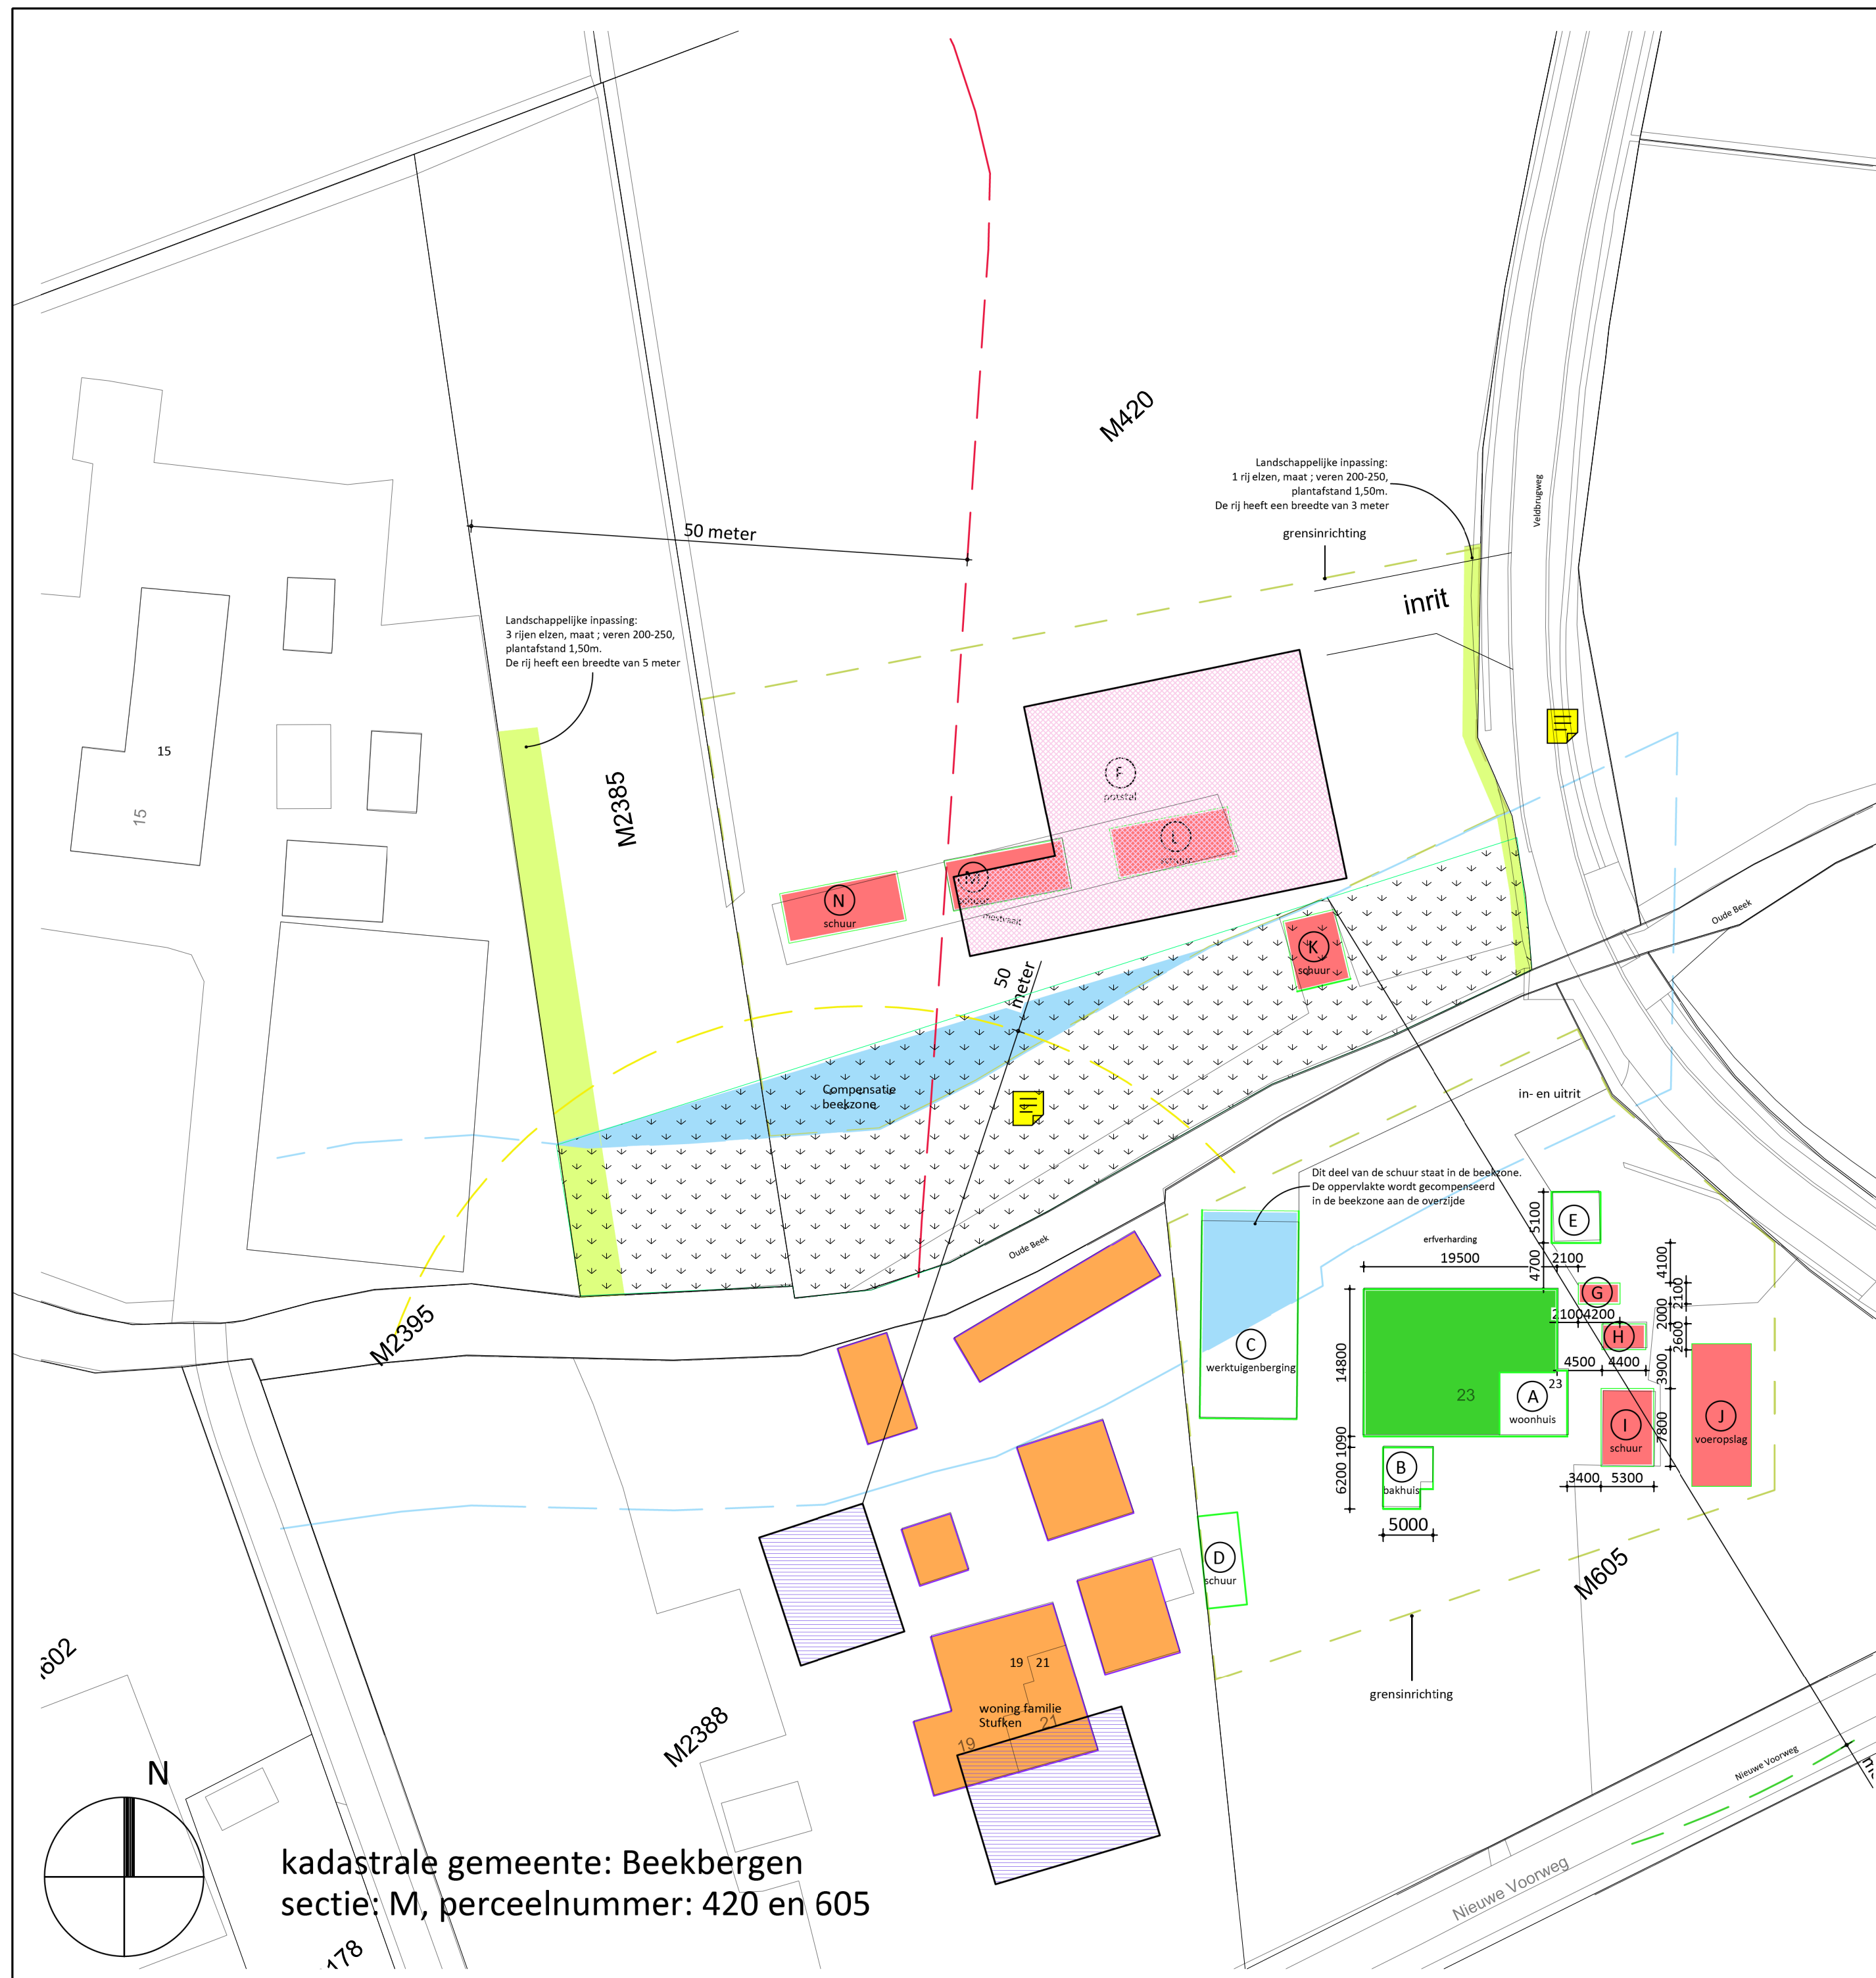 M420
Landschappelijke inpassing:
1 rij elzen, maat ; veren 200-250,
plantafstand 1,50m.
De rij heeft een breedte van 3 meter
grensinrichting
Veldbrugweg
50 meter
inrit
Landschappelijke inpassing:
3 rijen elzen, maat ; veren 200-250,
plantafstand 1,50m.
De rij heeft een breedte van 5 meter
15
15
M2385
F
potstal
L
schuur
M
schuur
mestvaalt
N
schuur
K
schuur
Oude Beek
50
meter
Compensatie
beekzone
in- en uitrit
Dit deel van de schuur staat in de beekzone.
De oppervlakte wordt gecompenseerd
in de beekzone aan de overzijde
Oude Beek
E
5100
erfverharding
19500
2100
4700
4100
G
2100
2100
4200
2000
H
2600
4500
4400
3900
14800
C
werktuigenberging
23
23
A
woonhuis
I
schuur
7800
J
voeropslag
1090
6200
B
bakhuis
3400
5300
5000
M2395
D
schuur
M605
19
21
woning familie
Stufken
19
21
grensinrichting
M2388
Nieuwe Voorweg
Nieuwe Voorweg
N
kadastrale gemeente: Beekbergen
sectie: M, perceelnummer: 420 en 605